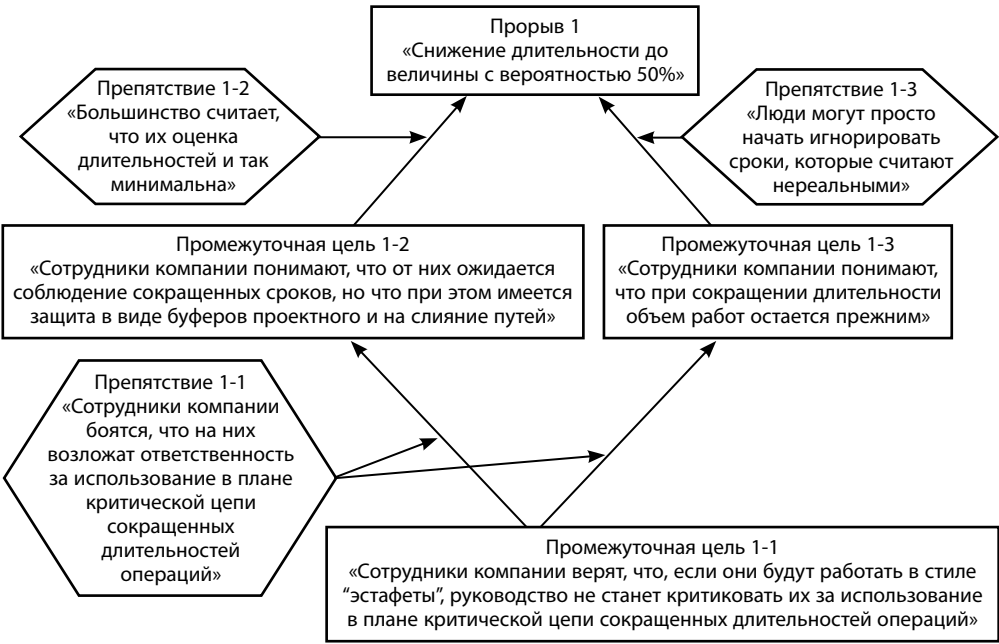 Прорыв 1
«Снижение длительности до
величины с вероятностью 50%»
Препятствие 1-2
«Большинство считает,
что их оценка
длительностей и так
минимальна»
Препятствие 1-3
«Люди могут просто
начать игнорировать
сроки, которые считают
нереальными»
Промежуточная цель 1-2
«Сотрудники компании понимают, что от них ожидается
соблюдение сокращенных сроков, но что при этом имеется
защита в виде буферов проектного и на слияние путей»
Промежуточная цель 1-3
«Сотрудники компании понимают,
что при сокращении длительности
объем работ остается прежним»
Препятствие 1-1
«Сотрудники компании
боятся, что на них
возложат ответственность
за использование в плане
критической цепи
сокращенных
длительностей
операций»
Промежуточная цель 1-1
«Сотрудники компании верят, что, если они будут работать в стиле
“эстафеты”, руководство не станет критиковать их за использование
в плане критической цепи сокращенных длительностей операций»